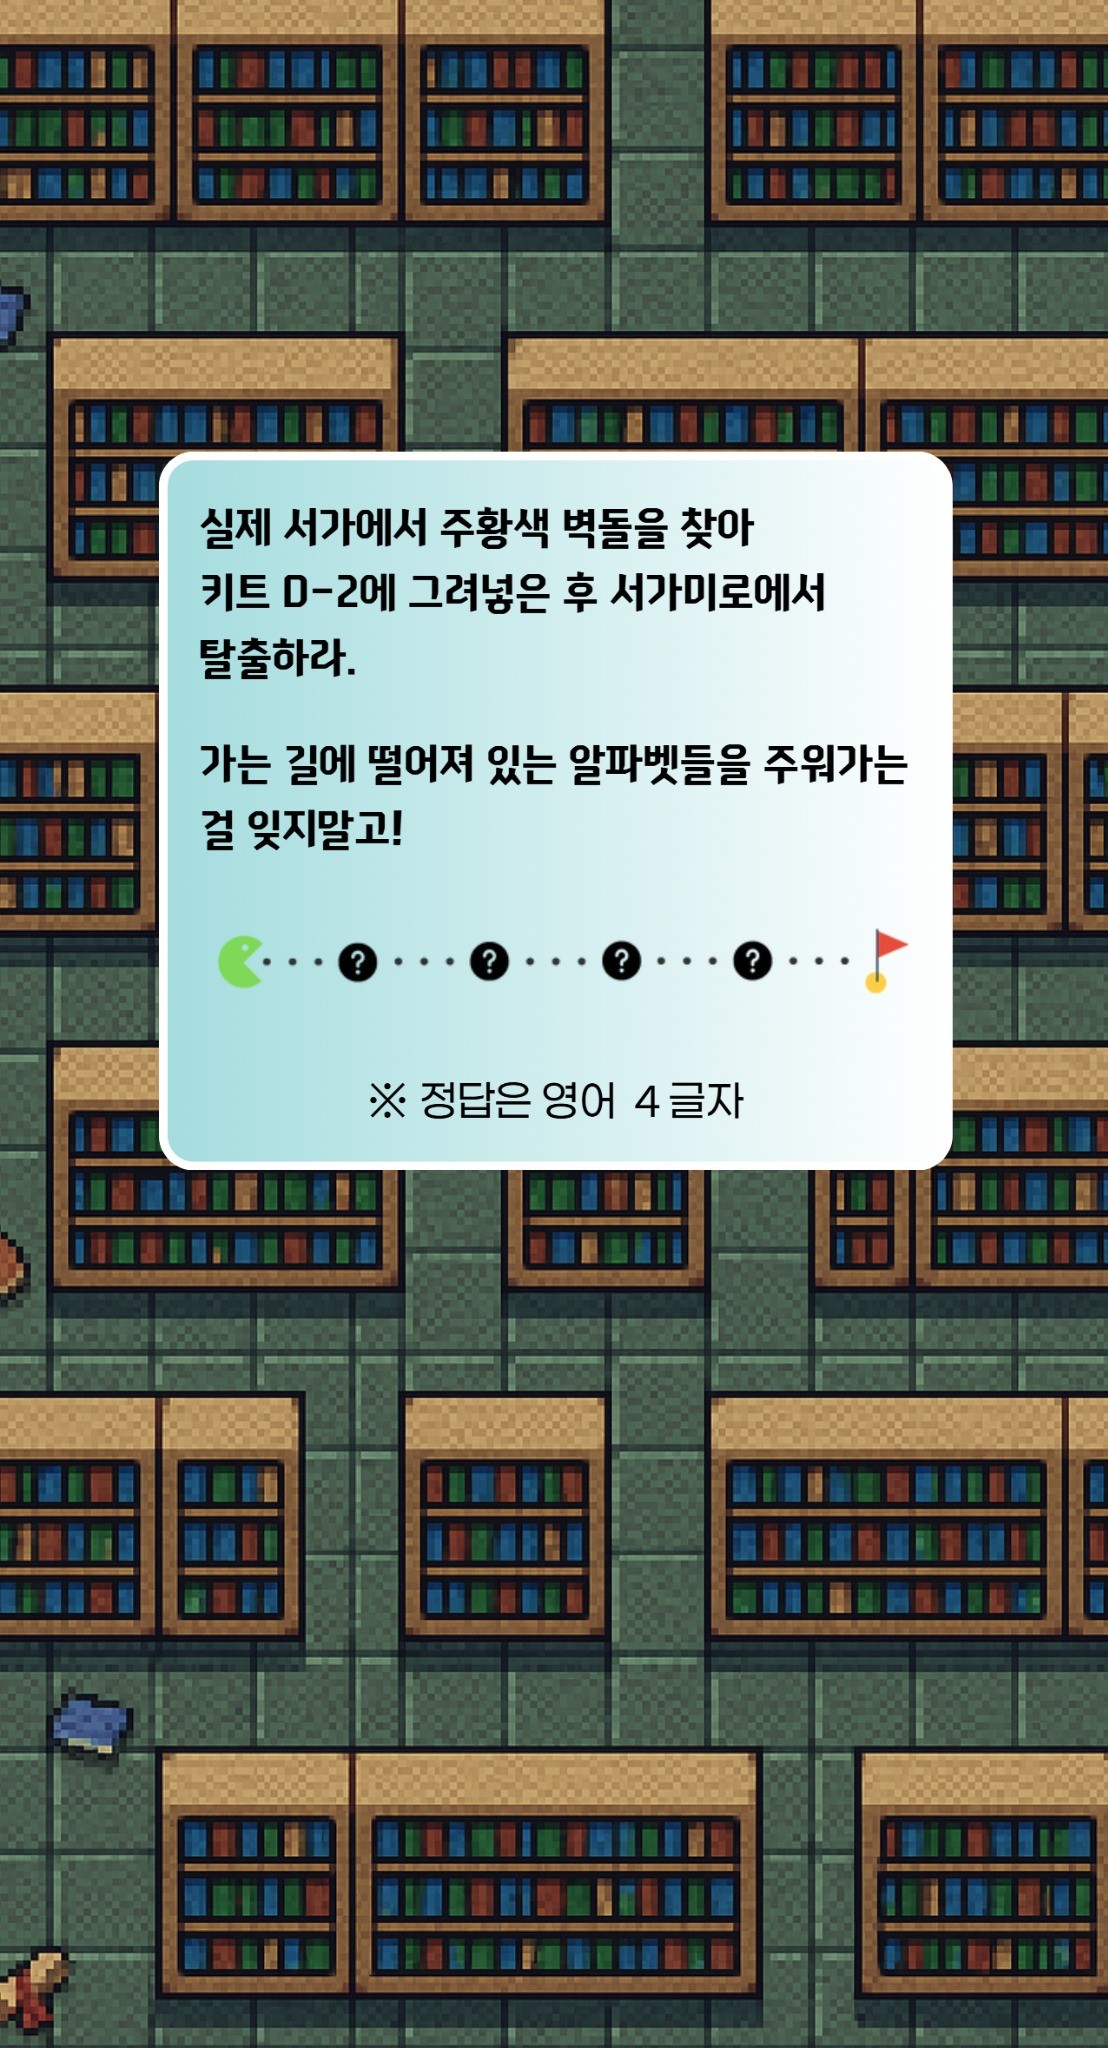 실제 서가에서 주황색 벽돌을 찾아
키트 D-2에 그려넣은 후 서가미로에서
탈출하라.
가는 길에 떨어져 있는 알파벳들을 주워가는
걸 잊지말고!
? ? ? ?
※ 정답은 영어 4글자